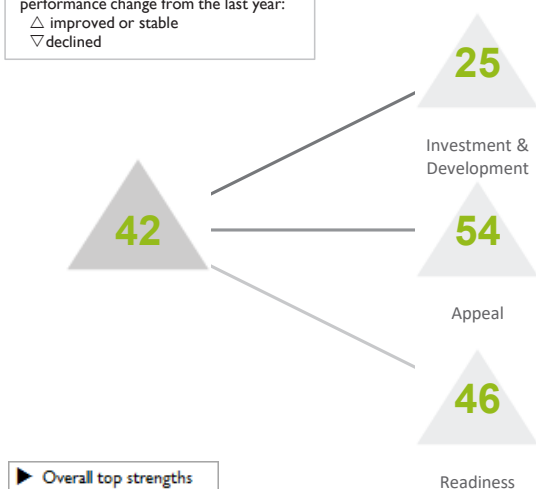 performance change from the last year:
△ improved or stable
▽ declined
25
Investment &
Development
42
54
Appeal
46
Readiness
▶ Overall top strengths